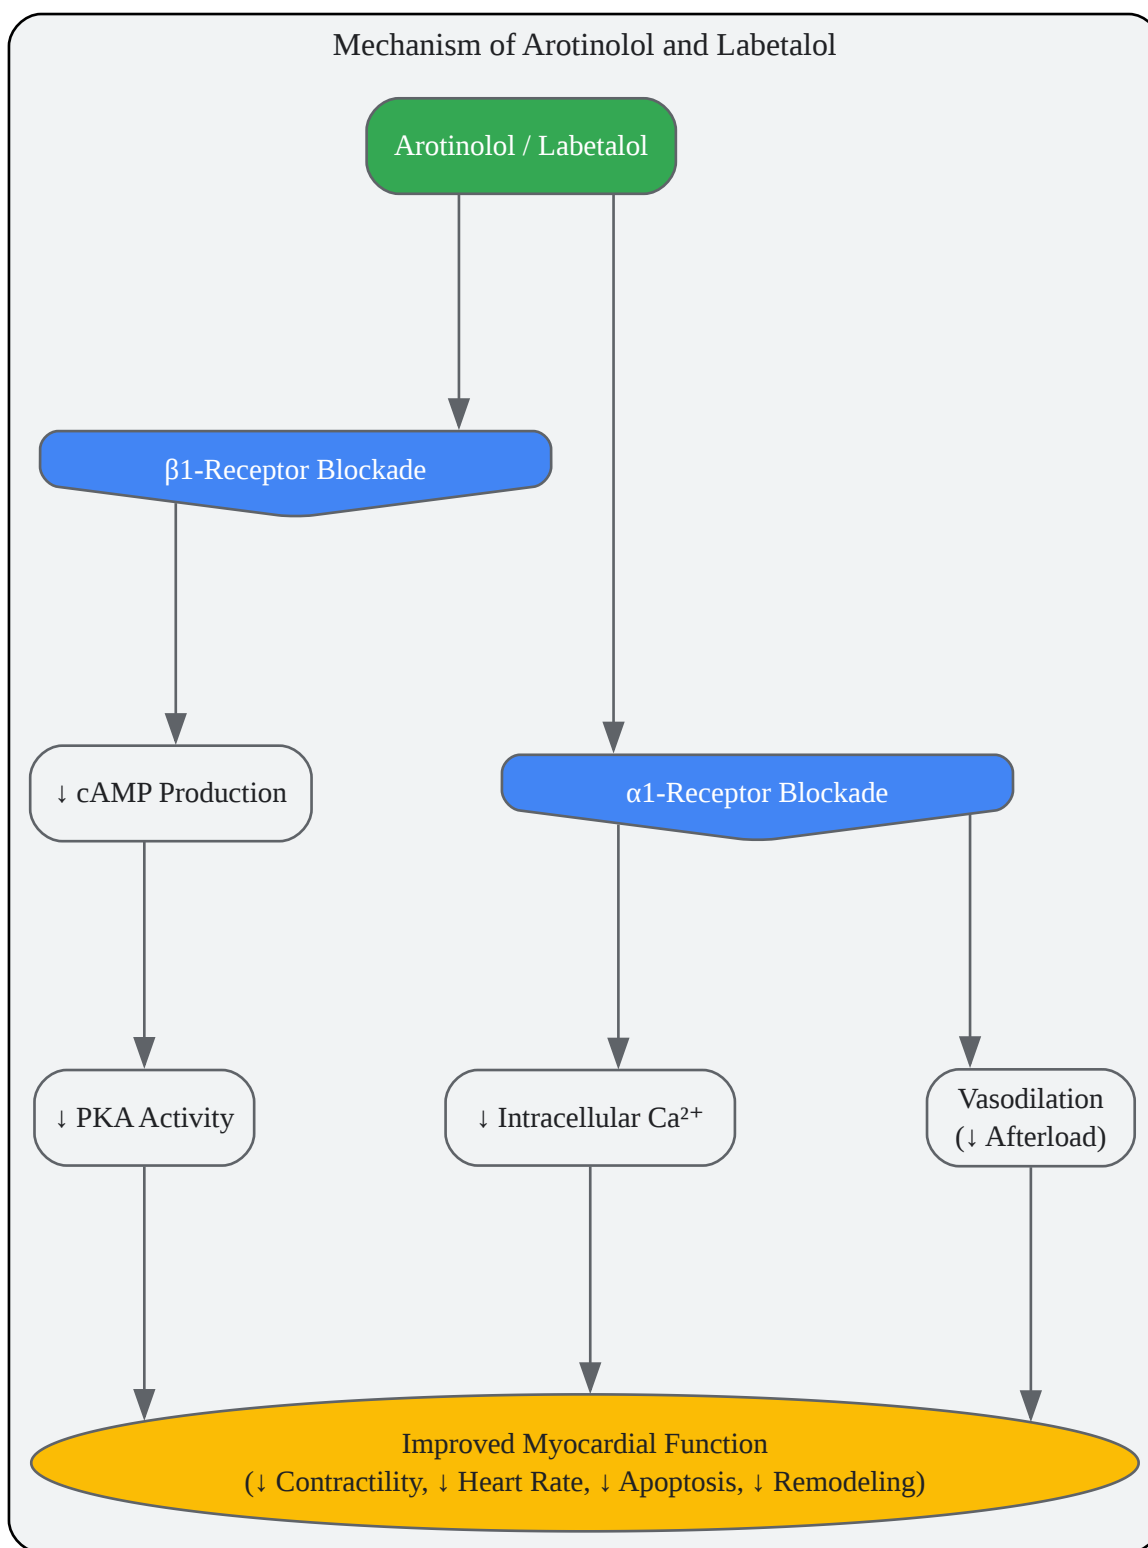 Mechanism of Arotinolol and Labetalol
Arotinolol / Labetalol
β1-Receptor Blockade
↓ cAMP Production
α1-Receptor Blockade
↓ PKA Activity
↓ Intracellular Ca²⁺
Vasodilation
(↓ Afterload)
Improved Myocardial Function
(↓ Contractility, ↓ Heart Rate, ↓ Apoptosis, ↓ Remodeling)